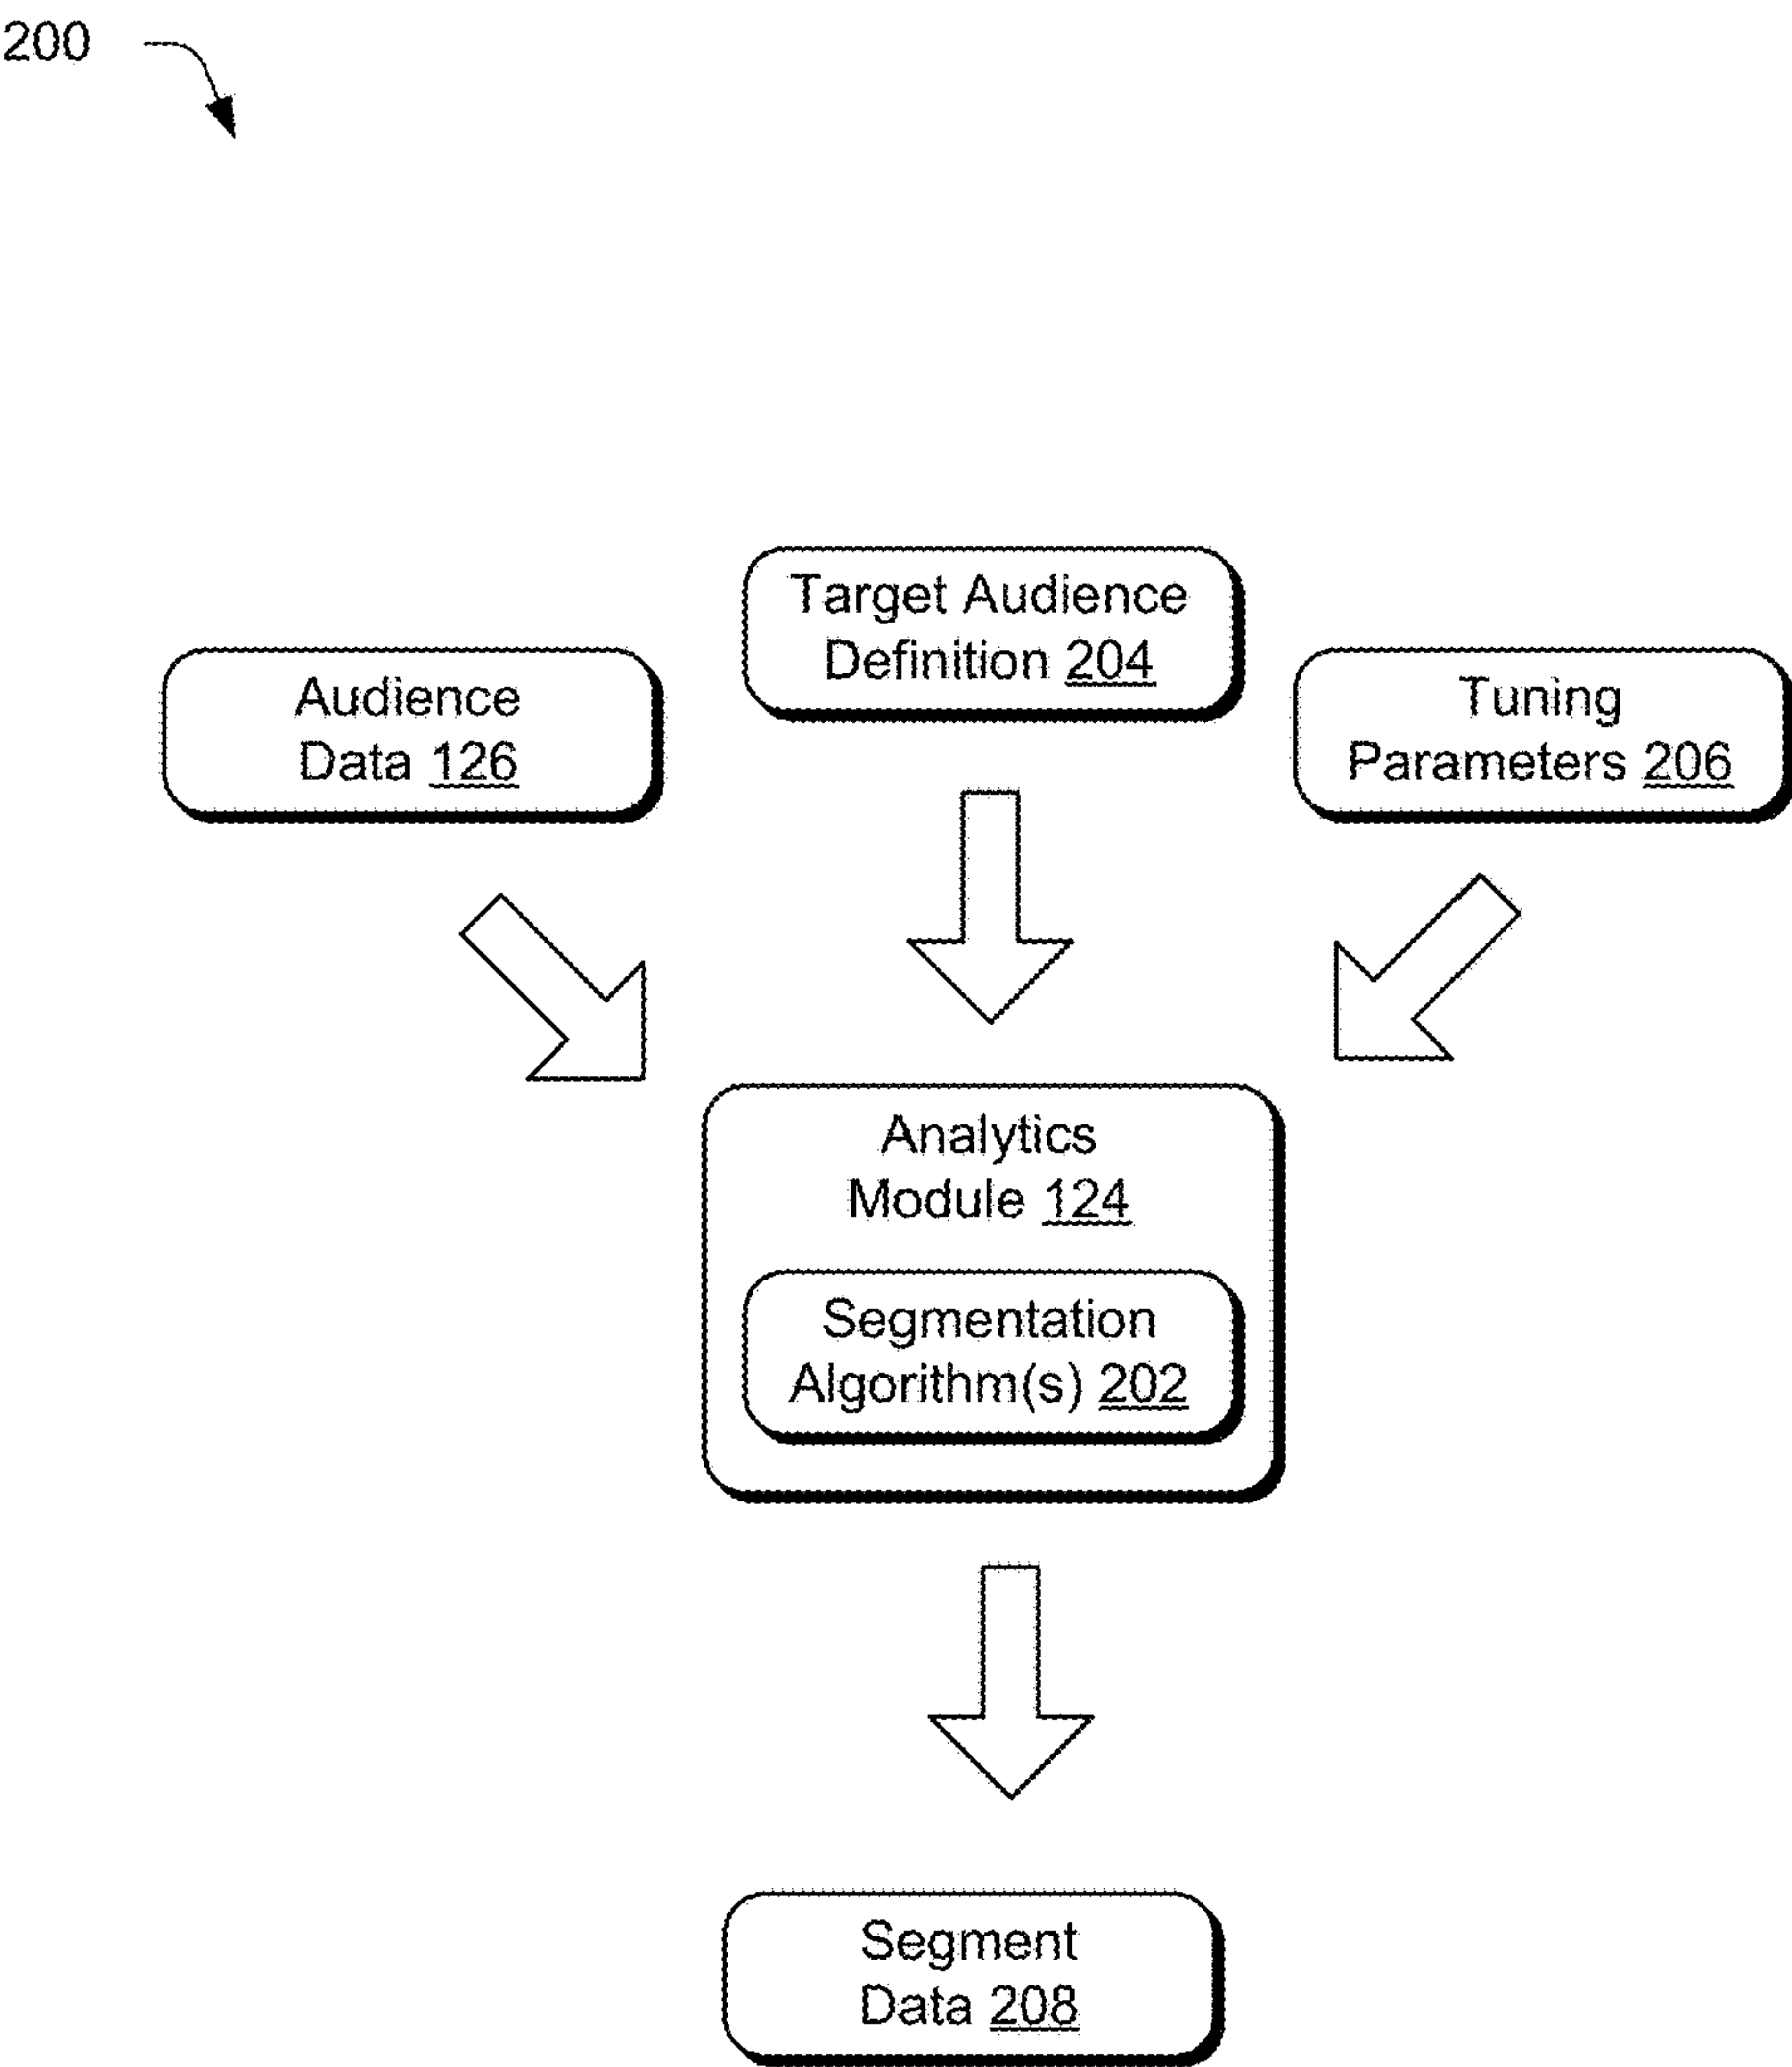 200
Target Audience
Definition 204
Audience
Data 126
Tuning
Parameters 206
Analytics
Module 124
Segmentation
Algorithm(s) 202
Segment
Data 208